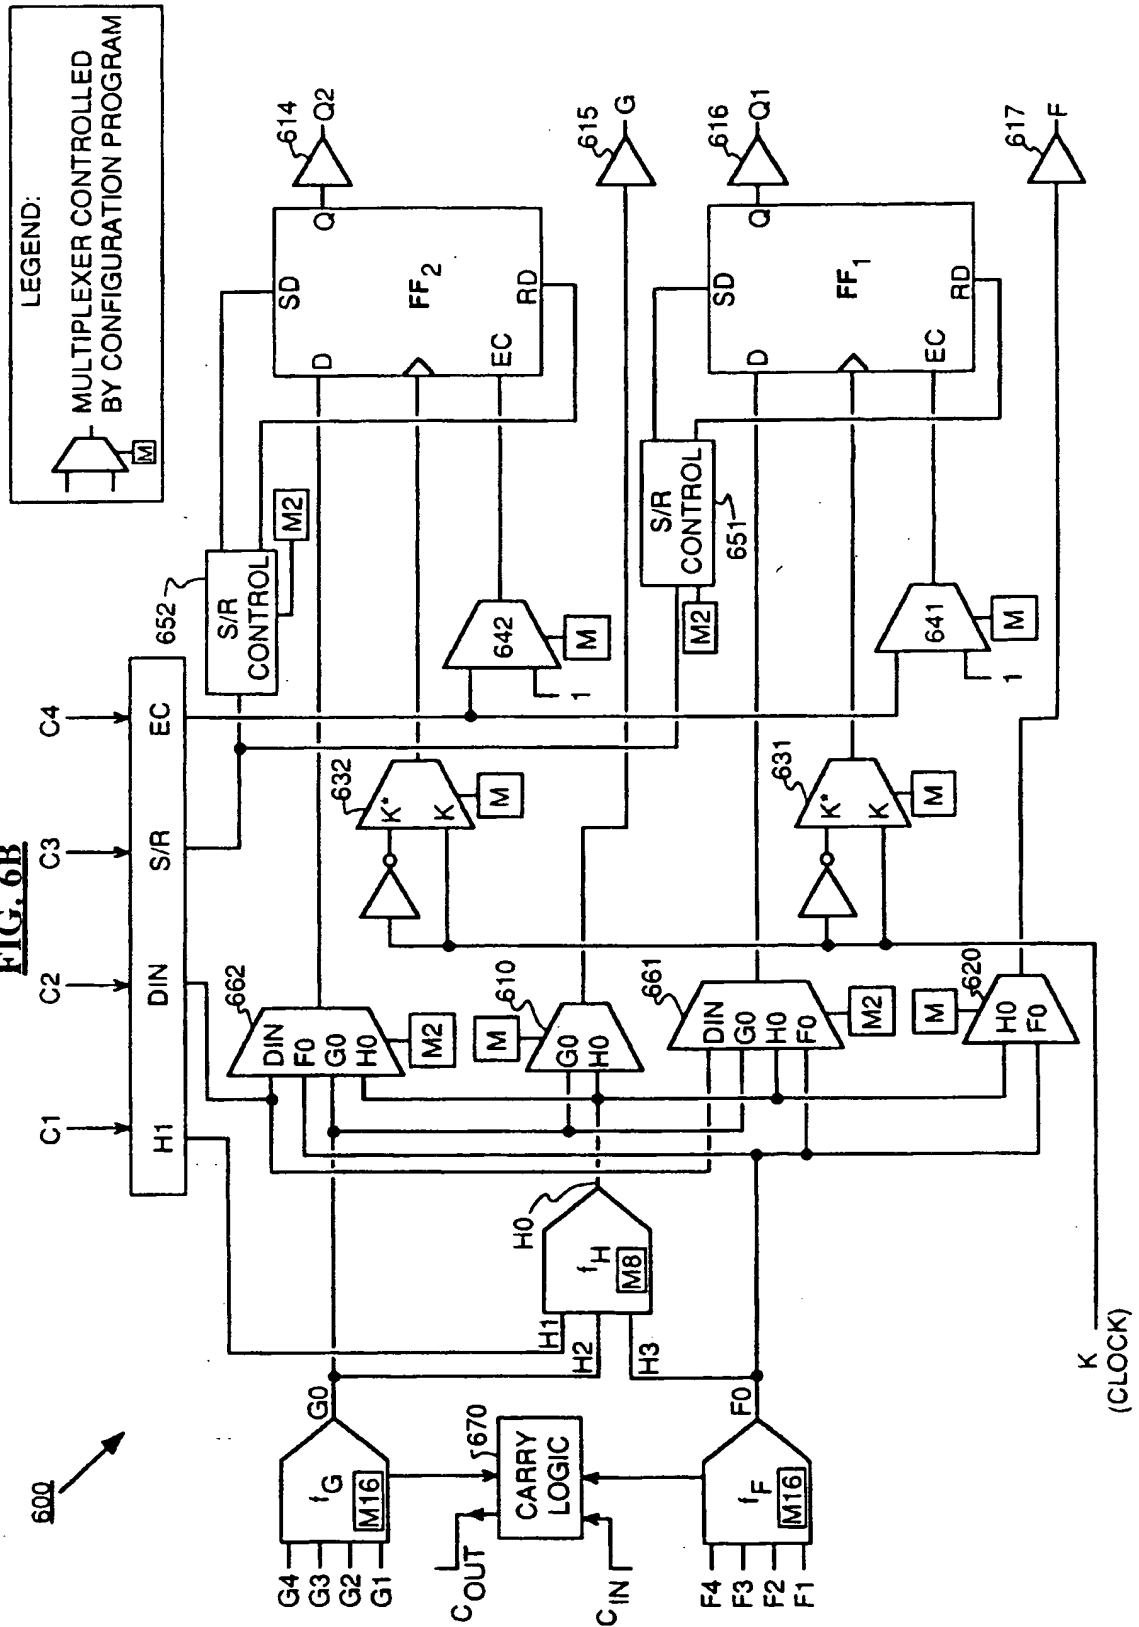 FIG. 6B
600
LEGEND:
MULTIPLEXER CONTROLLED
BY CONFIGURATION PROGRAM
M
C1
C2
C3
C4
H1
DIN
S/R
EC
652
S/R
CONTROL
M2
SD
D
Q
FF2
EC
RD
614
Q2
662
DIN
F0
G0
H0
M2
632
K*
K
M
642
1
M
G4
G3
G2
G1
fG
M16
G0
COUT
670
CARRY
LOGIC
CIN
H1
H2
H3
fH
M8
H0
M
610
G0
H0
615
G
S/R
CONTROL
M2
651
661
DIN
G0
H0
F0
M2
631
K*
K
M
641
1
M
SD
D
Q
FF1
EC
RD
616
Q1
F4
F3
F2
F1
fF
M16
F0
M
620
H0
F0
617
F
K
(CLOCK)